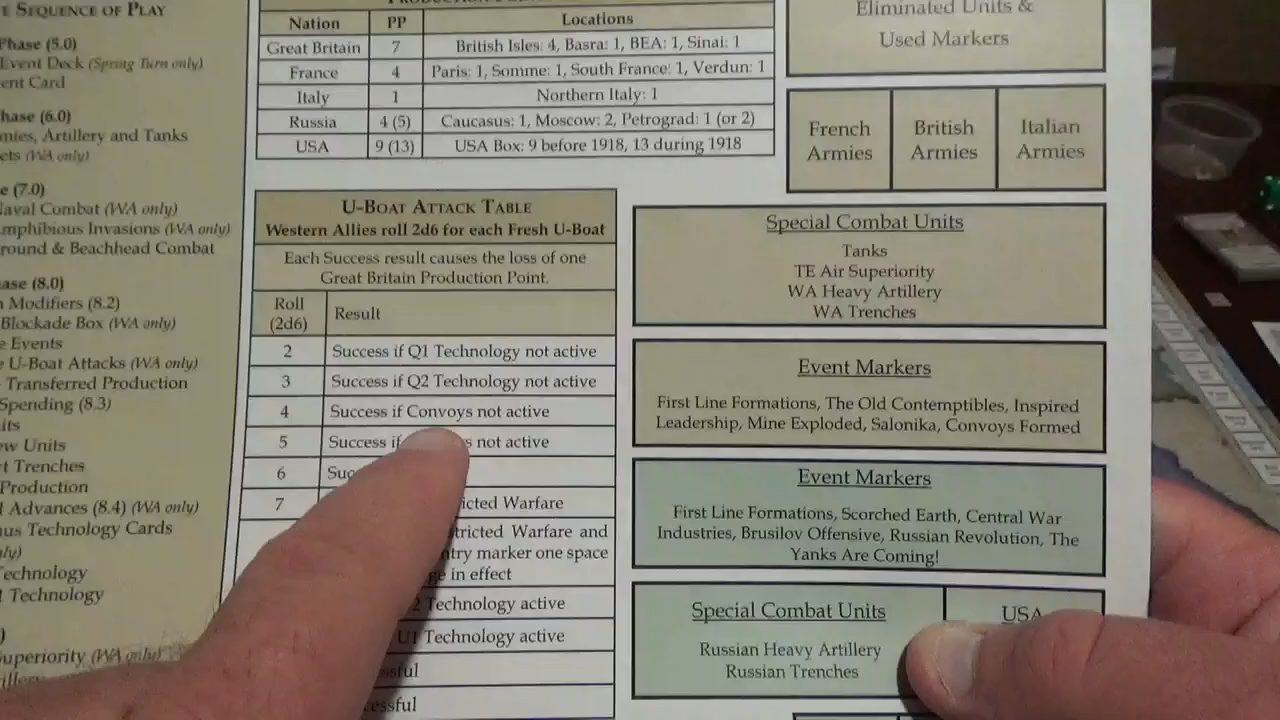 E SEQUENCE OF PLAY
Phase (5.0)
Event Deck (Spring Turn only)
ent Card
hase (6.0)
mies, Artillery and Tanks
ets (WA only)
e (7.0)
Naval Combat (WA only)
mphibious Invasions (WA only)
round & Beachhead Combat
ase (8.0)
n Modifiers (8.2)
Blockade Box (WA only)
e Events
e U-Boat Attacks (WA only)
Transferred Production
Spending (8.3)
its
ew Units
rt Trenches
Production
l Advances (8.4) (WA only)
nus Technology Cards
nly)
Technology
l Technology
)
Superiority (WA only)
Nation PP Locations
Great Britain 7 British Isles: 4, Basra: 1, BEA: 1, Sinai: 1
France 4 Paris: 1, Somme: 1, South France: 1, Verdun: 1
Italy 1 Northern Italy: 1
Russia 4 (5) Caucasus: 1, Moscow: 2, Petrograd: 1 (or 2)
USA 9 (13) USA Box: 9 before 1918, 13 during 1918
U-BOAT ATTACK TABLE
Western Allies roll 2d6 for each Fresh U-Boat
Each Success result causes the loss of one
Great Britain Production Point.
Roll
(2d6)
Result
2 Success if Q1 Technology not active
3 Success if Q2 Technology not active
4 Success if Convoys not active
5 Success if s not active
6 Suc
7 icted Warfare
stricted Warfare and
ntry marker one space
ge in effect
2 Technology active
U1 Technology active
ssful
cessful
Eliminated Units &
Used Markers
French
Armies
British
Armies
Italian
Armies
Special Combat Units
Tanks
TE Air Superiority
WA Heavy Artillery
WA Trenches
Event Markers
First Line Formations, The Old Contemptibles, Inspired
Leadership, Mine Exploded, Salonika, Convoys Formed
Event Markers
First Line Formations, Scorched Earth, Central War
Industries, Brusilov Offensive, Russian Revolution, The
Yanks Are Coming!
Special Combat Units
Russian Heavy Artillery
Russian Trenches
USA